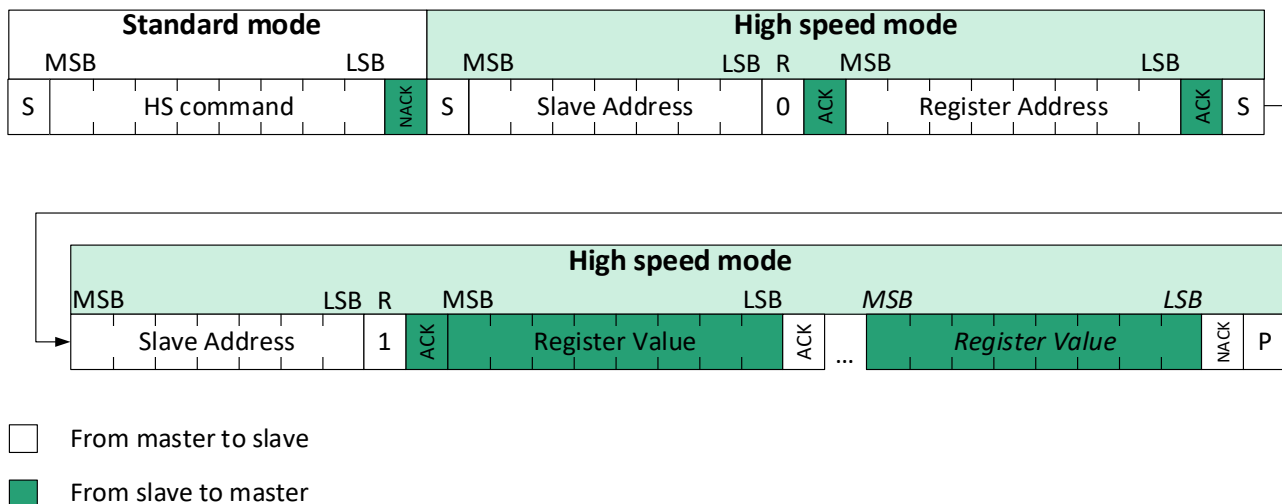 Standard mode High speed mode
MSB LSB MSB LSB R MSB LSB
S HS command NACK S Slave Address 0 ACK Register Address ACK S
High speed mode
MSB LSB R MSB LSB MSB LSB
Slave Address 1 ACK Register Value ACK ... Register Value NACK P
From master to slave
From slave to master